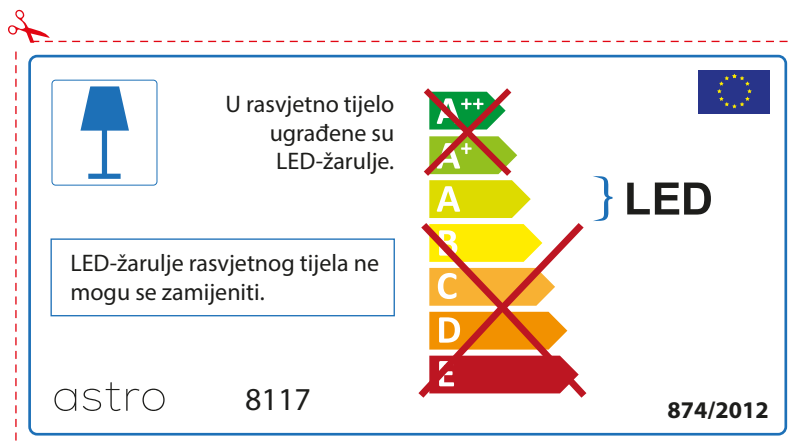 U rasvjetno tijelo
ugrađene su
LED-žarulje.
LED-žarulje rasvjetnog tijela ne
mogu se zamijeniti.
astro
8117
A++
A+
A
B
C
D
E
LED
874/2012